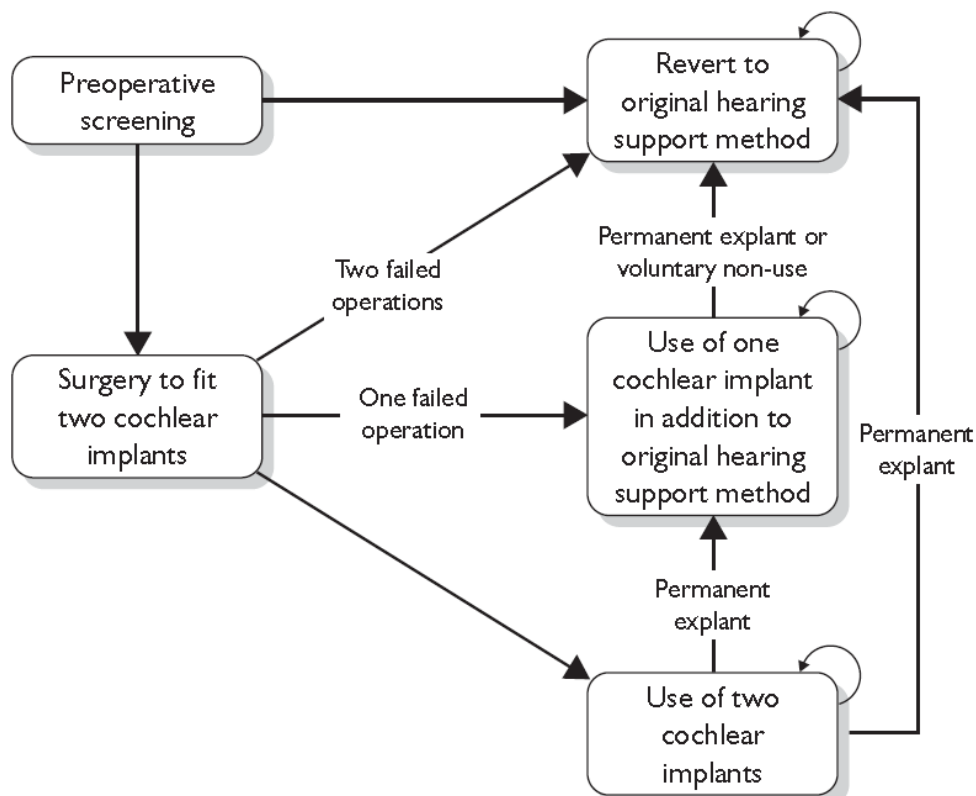 Preoperative
screening
Revert to
original hearing
support method
Permanent explant or
voluntary non-use
Two failed
operations
Surgery to fit
two cochlear
implants
One failed
operation
Use of one
cochlear implant
in addition to
original hearing
support method
Permanent
explant
Permanent
explant
Use of two
cochlear
implants